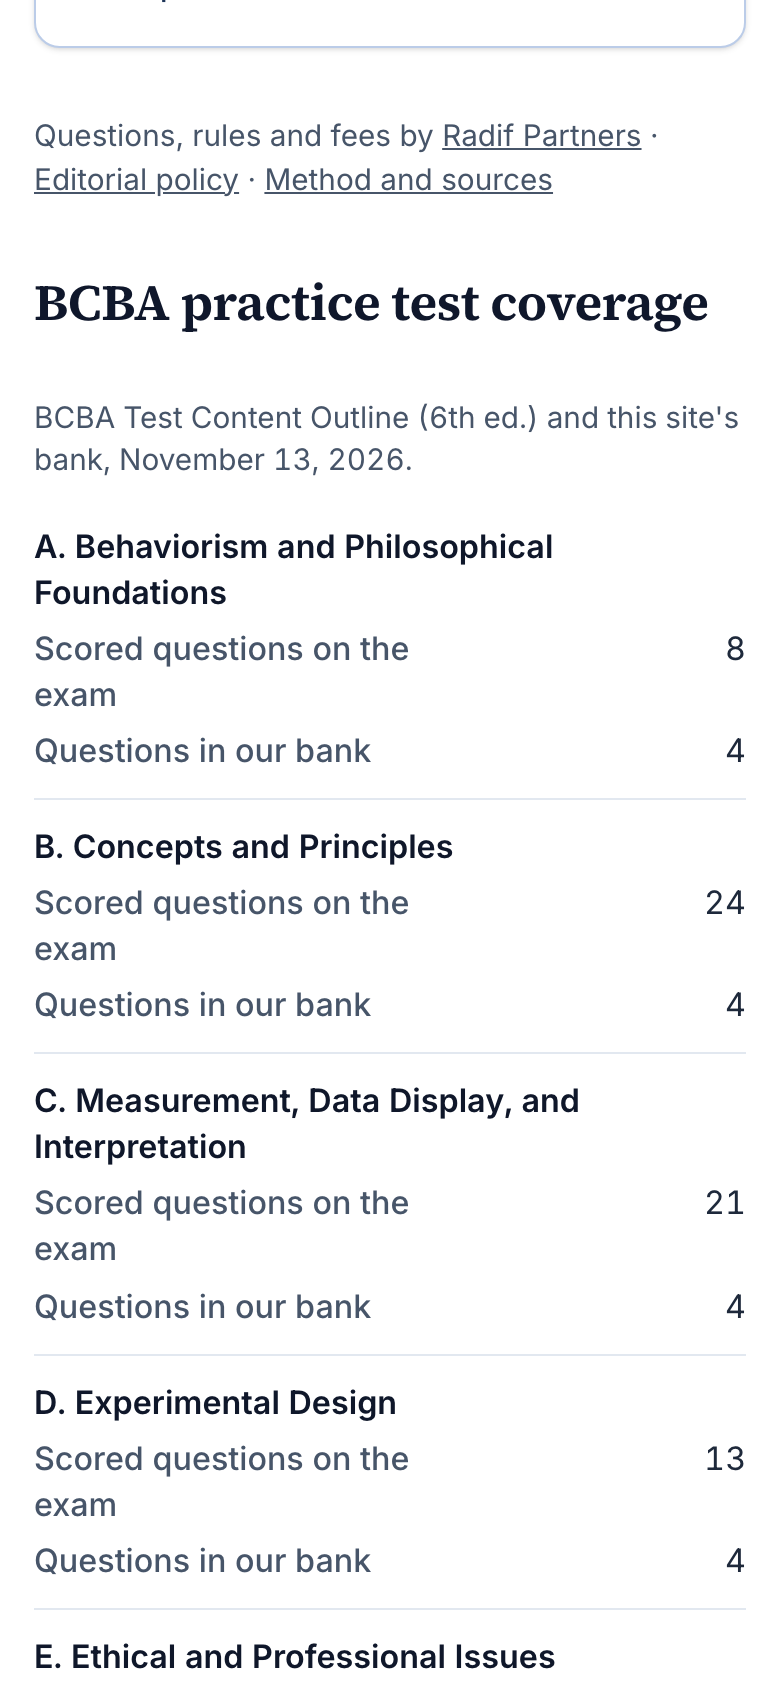 Questions, rules and fees by Radif Partners ·
Editorial policy · Method and sources
BCBA practice test coverage
BCBA Test Content Outline (6th ed.) and this site's
bank, November 13, 2026.
A. Behaviorism and Philosophical
Foundations
Scored questions on the 8
exam
Questions in our bank 4
B. Concepts and Principles
Scored questions on the 24
exam
Questions in our bank 4
C. Measurement, Data Display, and
Interpretation
Scored questions on the 21
exam
Questions in our bank 4
D. Experimental Design
Scored questions on the 13
exam
Questions in our bank 4
E. Ethical and Professional Issues